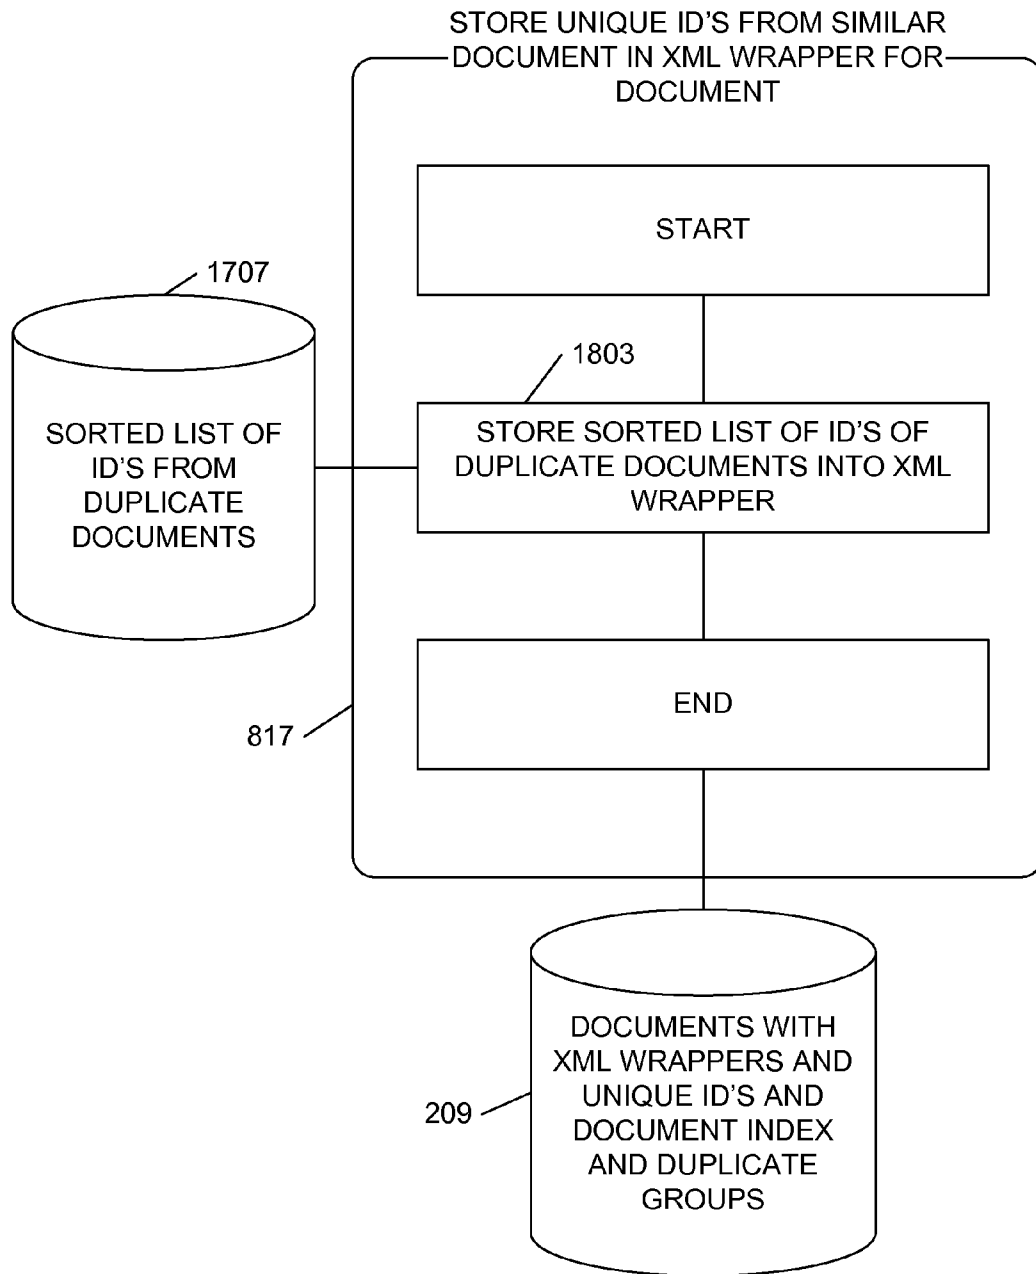 STORE UNIQUE ID'S FROM SIMILAR
DOCUMENT IN XML WRAPPER FOR
DOCUMENT
START
1707
1803
SORTED LIST OF
ID'S FROM
DUPLICATE
DOCUMENTS
STORE SORTED LIST OF ID'S OF
DUPLICATE DOCUMENTS INTO XML
WRAPPER
END
817
DOCUMENTS WITH
XML WRAPPERS AND
UNIQUE ID'S AND
DOCUMENT INDEX
AND DUPLICATE
GROUPS
209